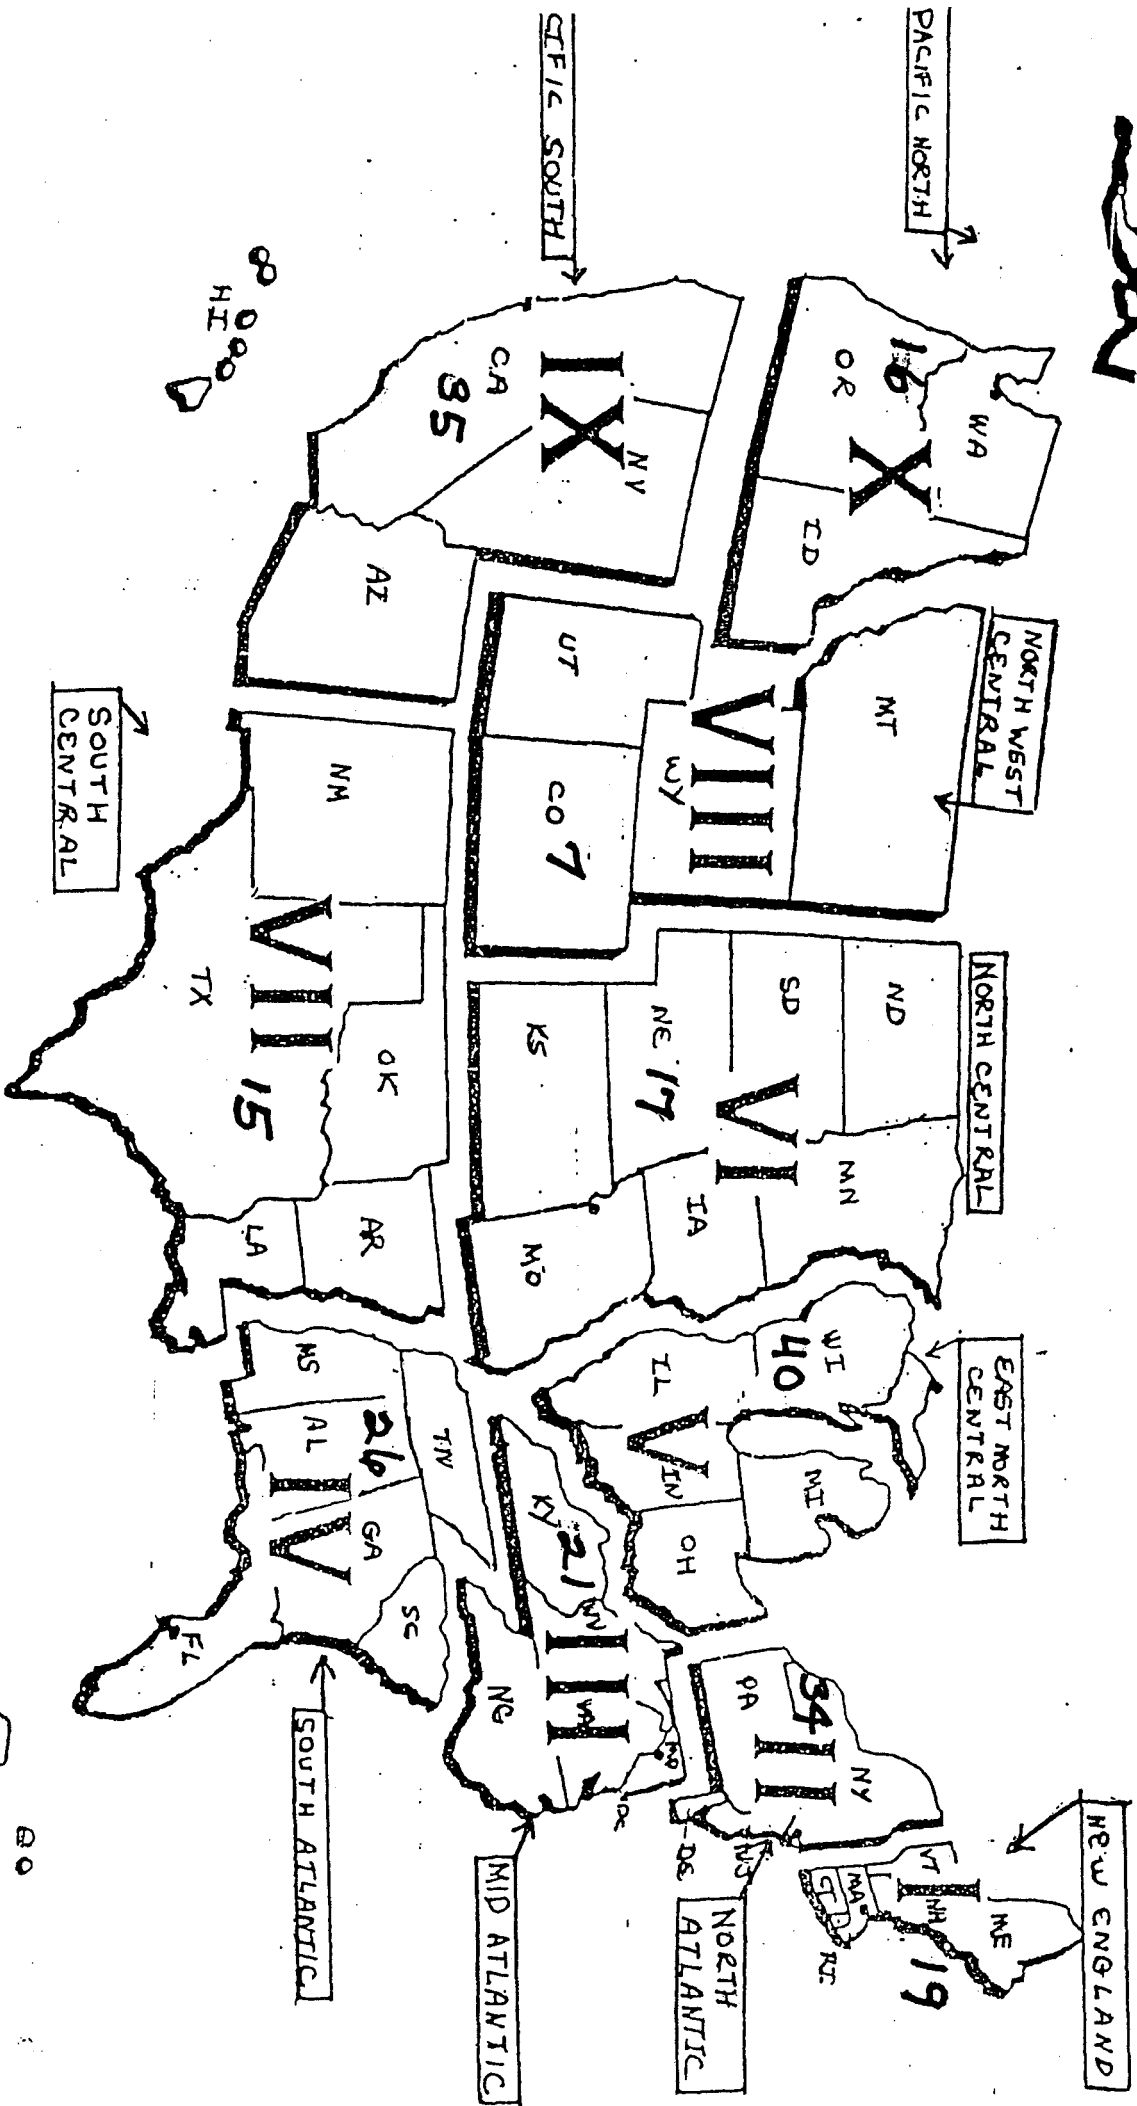 PACIFIC NORTH
CIFIC SOUTH
NORTH WEST
CENTRAL
NORTH CENTRAL
EAST NORTH
CENTRAL
NEW ENGLAND
NORTH
ATLANTIC
MID ATLANTIC
SOUTH ATLANTIC
SOUTH
CENTRAL
X
16
WA
OR
ID
IX
85
CA
NV
AZ
HI
VIII
7
MT
WY
UT
CO
VI
17
ND
SD
NE
KS
MN
IA
MO
VII
15
NM
TX
OK
AR
LA
V
40
WI
MI
IL
IN
OH
IV
26
TN
MS
AL
GA
SC
FL
III
21
KY
WV
VA
MD
DC
NC
II
34
NY
PA
NJ
DE
I
19
ME
VT
NH
MA
CT
RI